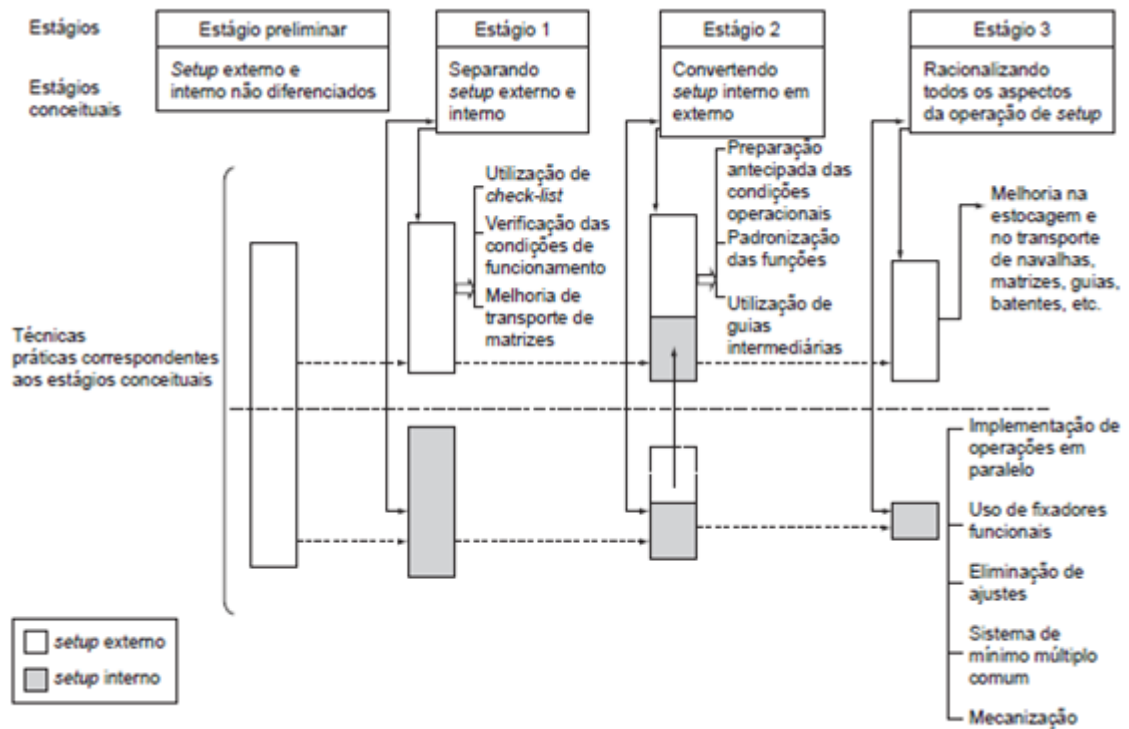 Estágios
Estágio preliminar
Estágio 1
Estágio 2
Estágio 3
Estágios
conceituais
Setup externo e
interno não diferenciados
Separando
setup externo e
interno
Convertendo
setup interno em
externo
Racionalizando
todos os aspectos
da operação de setup
Técnicas
práticas correspondentes
aos estágios conceituais
Utilização de
check-list
Verificação das
condições de
funcionamento
Melhoria de
transporte de
matrizes
Preparação
antecipada das
condições
operacionais
Padronização
das funções
Utilização de
guias
intermediárias
Melhoria na
estocagem e
no transporte
de navalhas,
matrizes, guias,
batentes, etc.
Implementação de
operações em
paralelo
Uso de fixadores
funcionais
Eliminação de
ajustes
Sistema de
mínimo múltiplo
comum
Mecanização
setup externo
setup interno